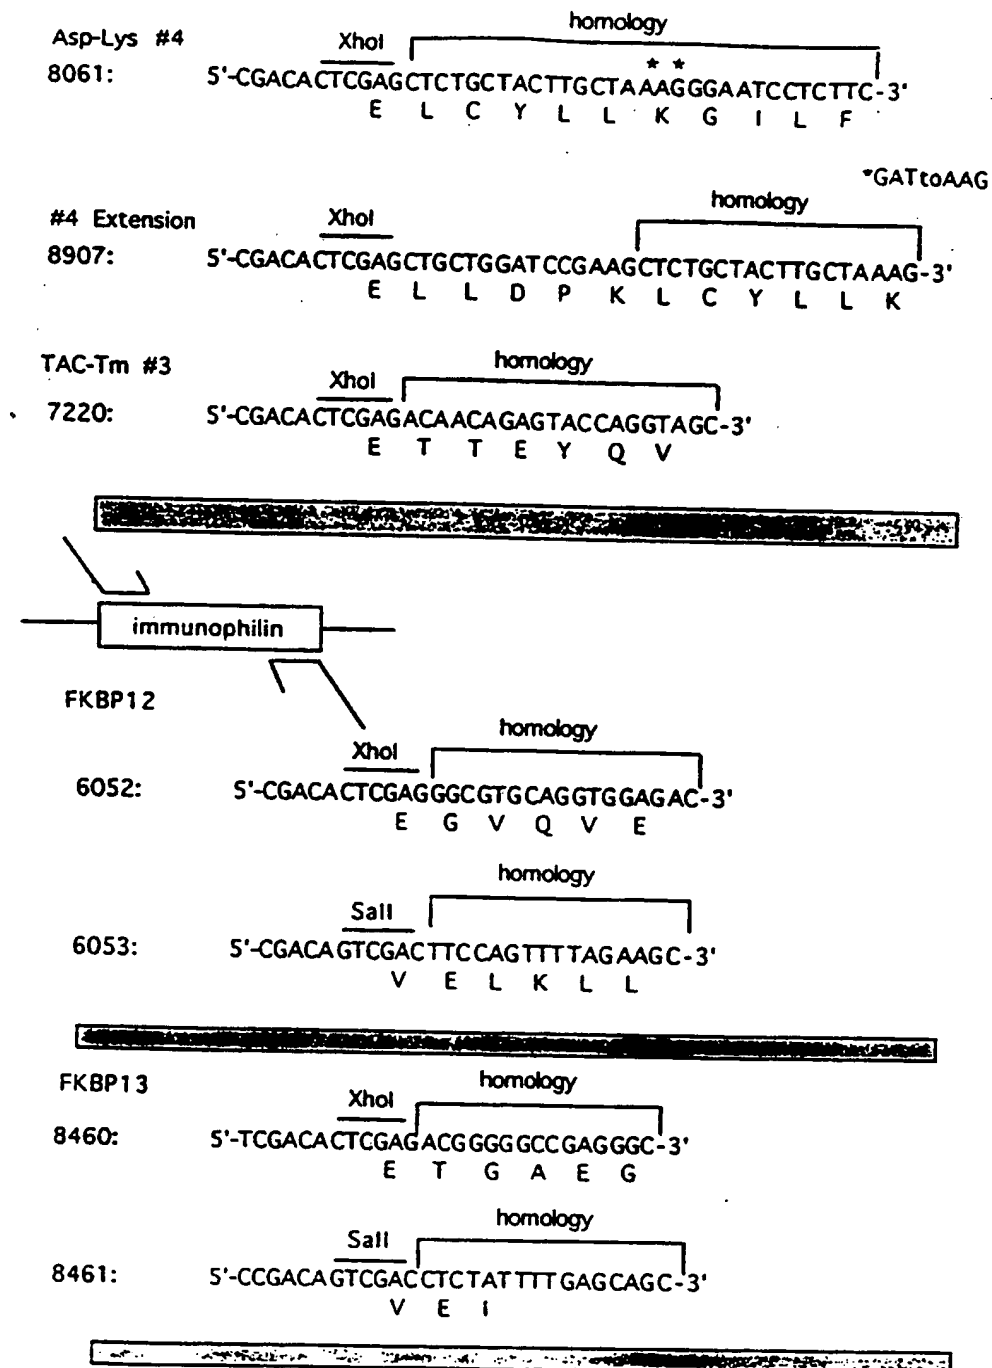 homology
Asp-Lys #4 XhoI
* *
8061: 5'-CGACACTCGAGCTCTGCTACTTGCTAAAGGGAATCCTCTTC-3'
E L C Y L L K G I L F
*GATtoAAG
homology
#4 Extension XhoI
8907: 5'-CGACACTCGAGCTGCTGGATCCGAAGCTCTGCTACTTGCTAAAG-3'
E L L D P K L C Y L L K
homology
TAC-Tm #3 XhoI
7220: 5'-CGACACTCGAGACAACAGAGTACCAGGTAGC-3'
E T T E Y Q V
immunophilin
FKBP12
homology
XhoI
6052: 5'-CGACACTCGAGGGCGTGCAGGTGGAGAC-3'
E G V Q V E
homology
SalI
6053: 5'-CGACAGTCGACTTCCAGTTTTAGAAGC-3'
V E L K L L
FKBP13
homology
XhoI
8460: 5'-TCGACACTCGAGACGGGGGCCGAGGGC-3'
E T G A E G
homology
SalI
8461: 5'-CCGACAGTCGACCTCTATTTTGAGCAGC-3'
V E I